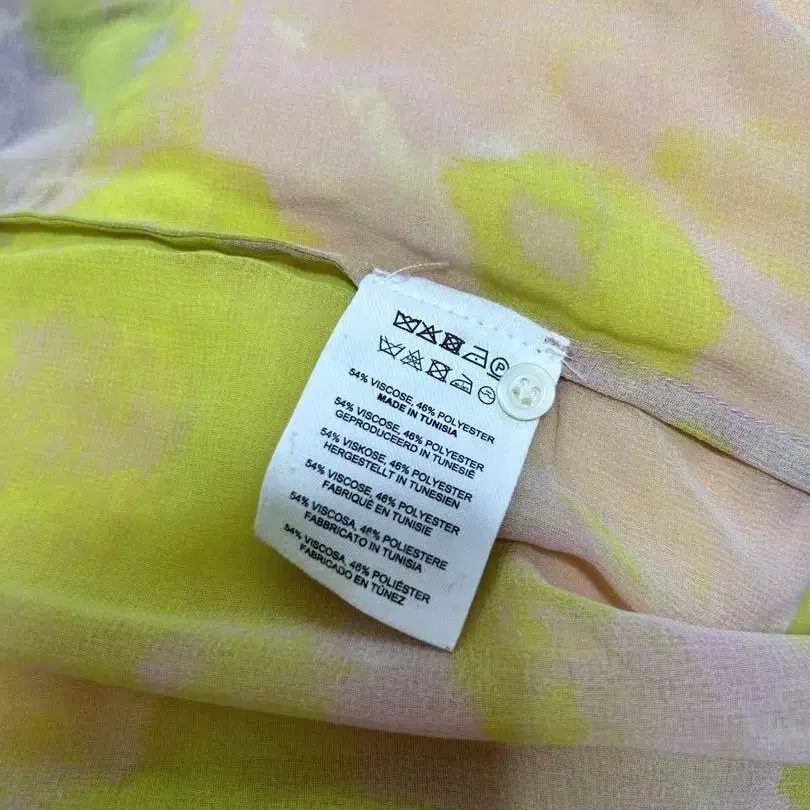 P
54% VISCOSE, 46% POLYESTER
MADE IN TUNISIA
54% VISCOSE, 46% POLYESTER
GEPRODUCEERD IN TUNESIË
54% VISKOSE, 46% POLYESTER
HERGESTELLT IN TUNESIEN
54% VISCOSE, 46% POLYESTER
FABRIQUÉ EN TUNISIE
54% VISCOSA, 46% POLIESTERE
FABBRICATO IN TUNISIA
54% VISCOSA, 46% POLIÉSTER
FABRICADO EN TÚNEZ